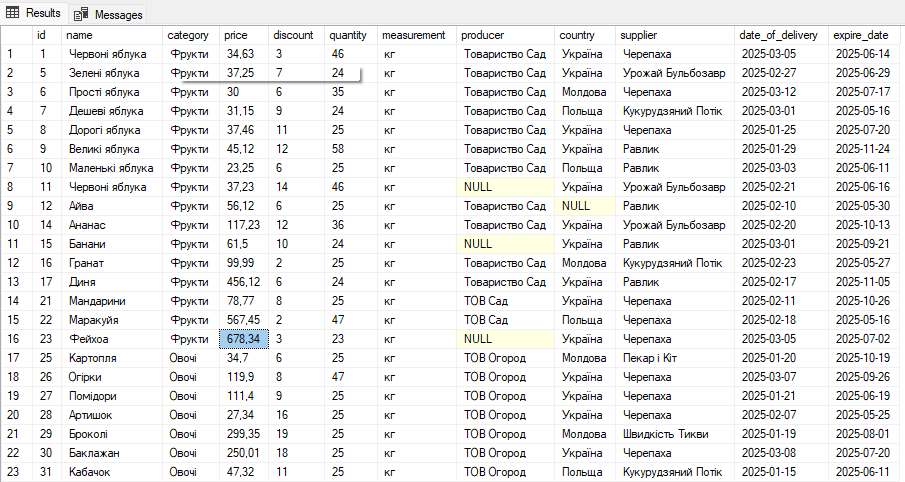 Results Messages
id name category price discount quantity measurement producer country supplier date_of_delivery expire_date
1 1 Червоні яблука Фрукти 34,63 3 46 кг Товариство Сад Україна Черепаха 2025-03-05 2025-06-14
2 5 Зелені яблука Фрукти 37,25 7 24 кг Товариство Сад Україна Урожай Бульбозавр 2025-02-27 2025-06-29
3 6 Прості яблука Фрукти 30 6 35 кг Товариство Сад Молдова Черепаха 2025-03-12 2025-07-17
4 7 Дешеві яблука Фрукти 31,15 9 24 кг Товариство Сад Польща Кукурудзяний Потік 2025-03-01 2025-05-16
5 8 Дорогі яблука Фрукти 37,46 11 25 кг Товариство Сад Україна Черепаха 2025-01-25 2025-07-20
6 9 Великі яблука Фрукти 45,12 12 58 кг Товариство Сад Україна Равлик 2025-01-29 2025-11-24
7 10 Маленькі яблука Фрукти 23,25 6 25 кг Товариство Сад Польща Равлик 2025-03-03 2025-06-11
8 11 Червоні яблука Фрукти 37,23 14 46 кг NULL Україна Урожай Бульбозавр 2025-02-21 2025-06-16
9 12 Айва Фрукти 56,12 6 25 кг Товариство Сад NULL Равлик 2025-02-10 2025-05-30
10 14 Ананас Фрукти 117,23 12 36 кг Товариство Сад Україна Урожай Бульбозавр 2025-02-20 2025-10-13
11 15 Банани Фрукти 61,5 10 24 кг NULL Україна Равлик 2025-03-01 2025-09-21
12 16 Гранат Фрукти 99,99 2 25 кг Товариство Сад Молдова Кукурудзяний Потік 2025-02-23 2025-05-27
13 17 Диня Фрукти 456,12 6 24 кг Товариство Сад Україна Равлик 2025-02-17 2025-11-05
14 21 Мандарини Фрукти 78,77 8 25 кг ТОВ Сад Україна Черепаха 2025-02-11 2025-10-26
15 22 Маракуйя Фрукти 567,45 2 47 кг ТОВ Сад Польща Черепаха 2025-02-18 2025-05-16
16 23 Фейхоа Фрукти 678,34 3 23 кг NULL Україна Черепаха 2025-03-05 2025-07-02
17 25 Картопля Овочі 34,7 6 25 кг ТОВ Огород Молдова Пекар і Кіт 2025-01-20 2025-10-19
18 26 Огірки Овочі 119,9 8 47 кг ТОВ Огород Україна Черепаха 2025-03-07 2025-09-26
19 27 Помідори Овочі 111,4 9 25 кг ТОВ Огород Україна Черепаха 2025-01-21 2025-06-19
20 28 Артишок Овочі 27,34 16 25 кг ТОВ Огород Україна Черепаха 2025-02-07 2025-05-25
21 29 Броколі Овочі 299,35 19 25 кг ТОВ Огород Молдова Швидкість Тикви 2025-01-19 2025-08-01
22 30 Баклажан Овочі 250,01 18 25 кг ТОВ Огород Україна Черепаха 2025-03-08 2025-07-20
23 31 Кабачок Овочі 47,32 11 25 кг ТОВ Огород Польща Кукурудзяний Потік 2025-01-15 2025-06-11